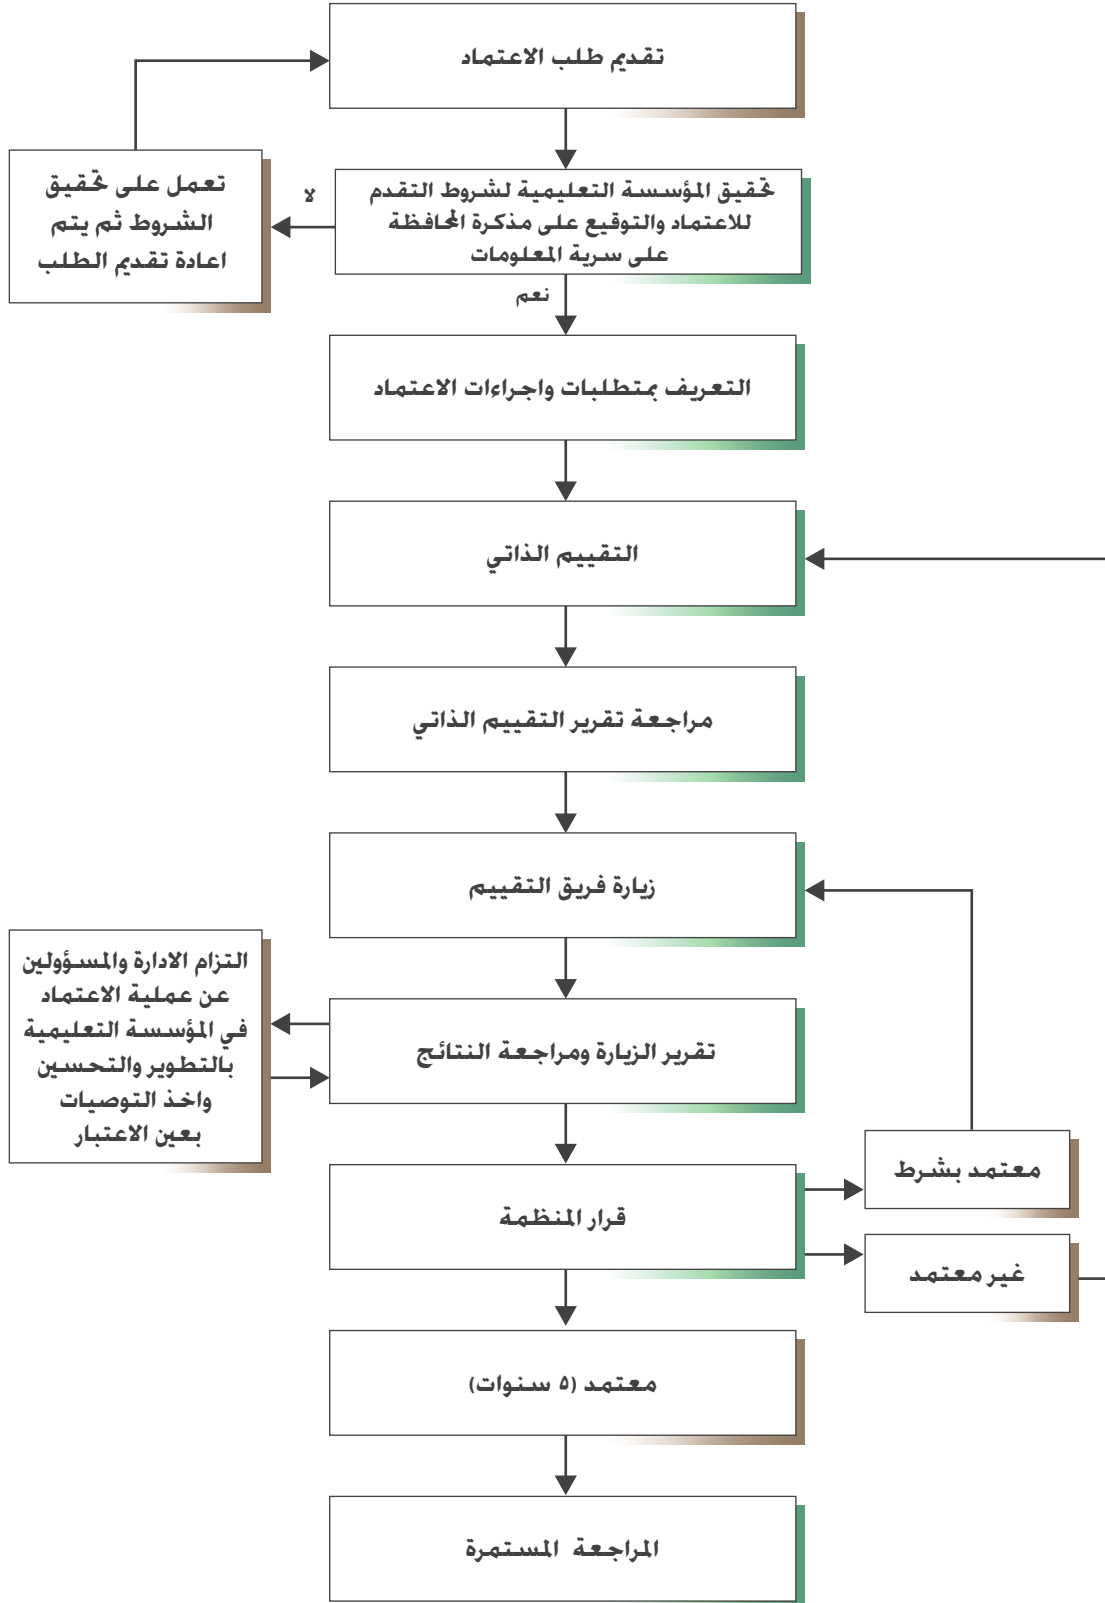 تقديم طلب الاعتماد
تحقيق المؤسسة التعليمية لشروط التقدم
للاعتماد والتوقيع على مذكرة المحافظة
على سرية المعلومات
لا
تعمل على تحقيق
الشروط ثم يتم
اعادة تقديم الطلب
نعم
التعريف بمتطلبات واجراءات الاعتماد
التقييم الذاتي
مراجعة تقرير التقييم الذاتي
زيارة فريق التقييم
تقرير الزيارة ومراجعة النتائج
التزام الادارة والمسؤولين
عن عملية الاعتماد
في المؤسسة التعليمية
بالتطوير والتحسين
واخذ التوصيات
بعين الاعتبار
قرار المنظمة
معتمد بشرط
غير معتمد
معتمد (٥ سنوات)
المراجعة المستمرة